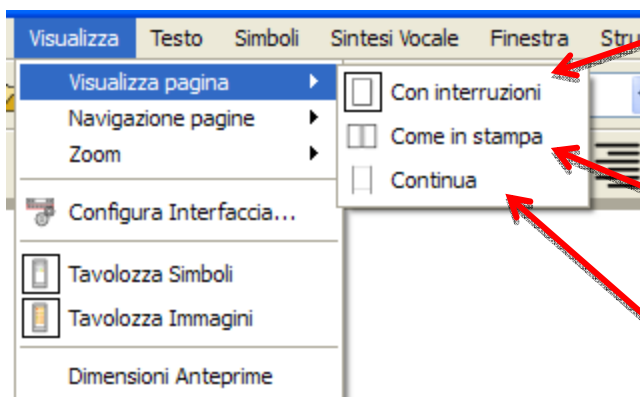 Visualizza Testo Simboli Sintesi Vocale Finestra Stru
Visualizza pagina
Navigazione pagine
Zoom
Configura Interfaccia...
Tavolozza Simboli
Tavolozza Immagini
Dimensioni Anteprime
Con interruzioni
Come in stampa
Continua